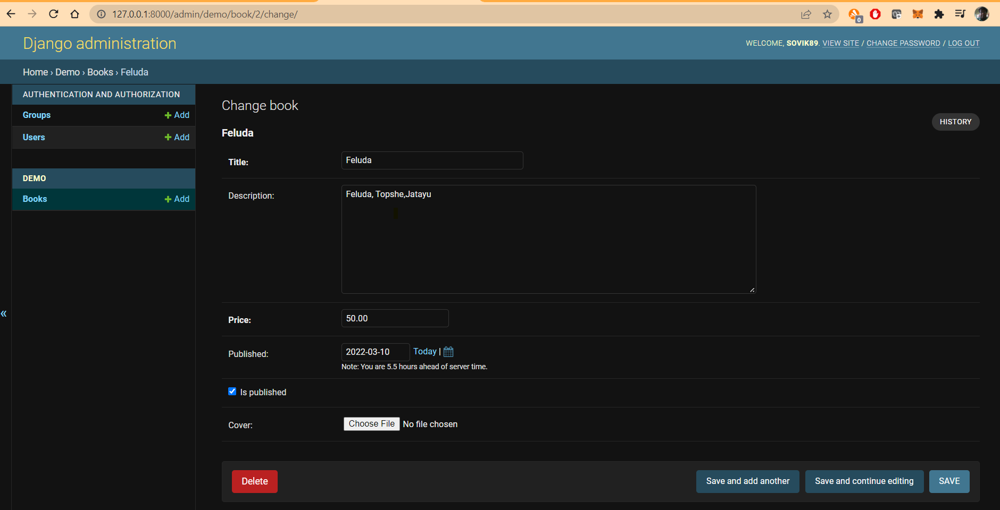 127.0.0.1:8000/admin/demo/book/2/change/
0
Django administration
WELCOME, SOVIK89. VIEW SITE / CHANGE PASSWORD / LOG OUT
Home › Demo › Books › Feluda
AUTHENTICATION AND AUTHORIZATION
Groups + Add
Users + Add
DEMO
Books + Add
«
Change book
HISTORY
Feluda
Title: Feluda
Description: Feluda, Topshe,Jatayu
Price: 50.00
Published: 2022-03-10 Today |
Note: You are 5.5 hours ahead of server time.
Is published
Cover: Choose File No file chosen
Delete Save and add another Save and continue editing SAVE